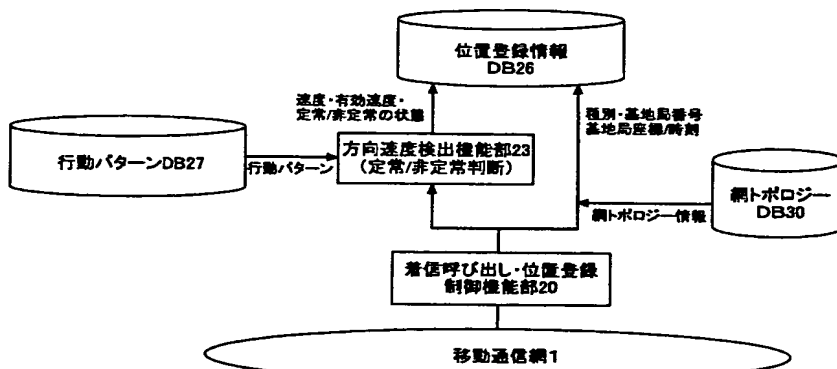 位置登録情報
DB26
速度・有効速度・
定常/非定常の状態
種別・基地局番号
基地局座標/時刻
行動パターンDB27
行動パターン
方向速度検出機能部23
(定常/非定常判断)
網トポロジー
DB30
網トポロジー情報
着信呼び出し・位置登録
制御機能部20
移動通信網1